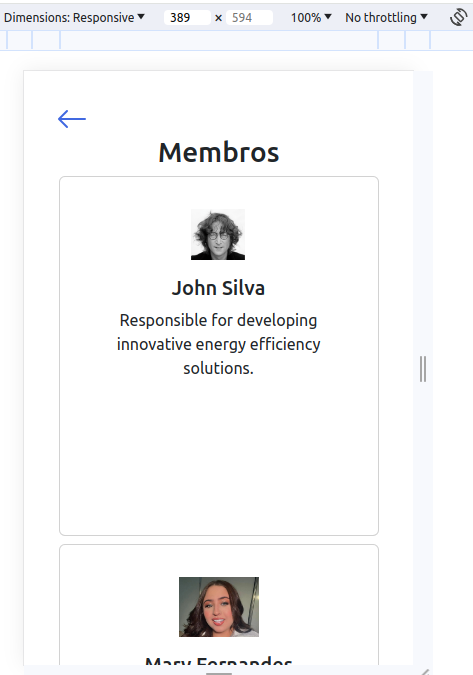 Dimensions: Responsive ▼ 389 × 594 100% ▼ No throttling ▼
Membros
John Silva
Responsible for developing
innovative energy efficiency
solutions.
Mary Fernandes